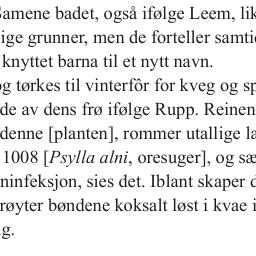 Samene badet, også ifølge Leem, lik
ige grunner, men de forteller samti
knyttet barna til et nytt navn.
g tørkes til vinterfôr for kveg og sp
de av dens frø ifølge Rupp. Reinen
denne [planten], rommer utallige la
1008 [Psylla alni, oresuger], og sæ
ninfeksjon, sies det. Iblant skaper d
røyter bøndene koksalt løst i kvae i
g.